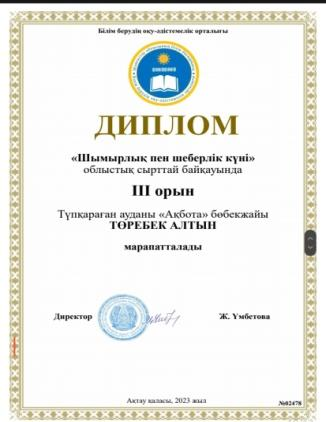 Білім берудің оқу-әдістемелік орталығы
ДИПЛОМ
«Шымырлық пен шеберлік күні»
облыстық сырттай байқауында
III орын
Түпқараған ауданы «Ақбота» бөбекжайы
ТӨРЕБЕК АЛТЫН
марапатталады
Директор
Ж. Үмбетова
Ақтау қаласы, 2023 жыл
№02478